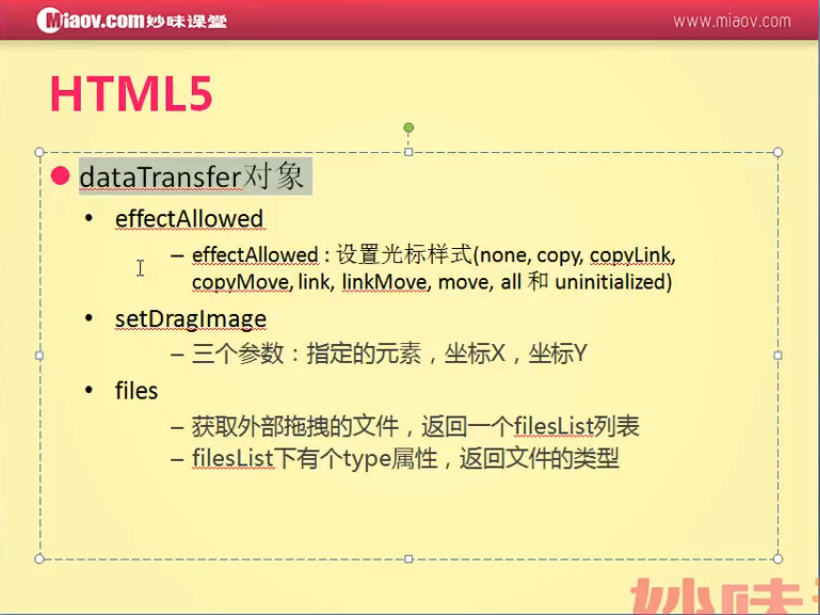 Miaov.com妙味课堂
www.miaov.com
HTML5
dataTransfer对象
• effectAllowed
– effectAllowed : 设置光标样式(none, copy, copyLink,
copyMove, link, linkMove, move, all 和 uninitialized)
• setDragImage
– 三个参数：指定的元素，坐标X，坐标Y
• files
– 获取外部拖拽的文件，返回一个filesList列表
– filesList下有个type属性，返回文件的类型
妙味